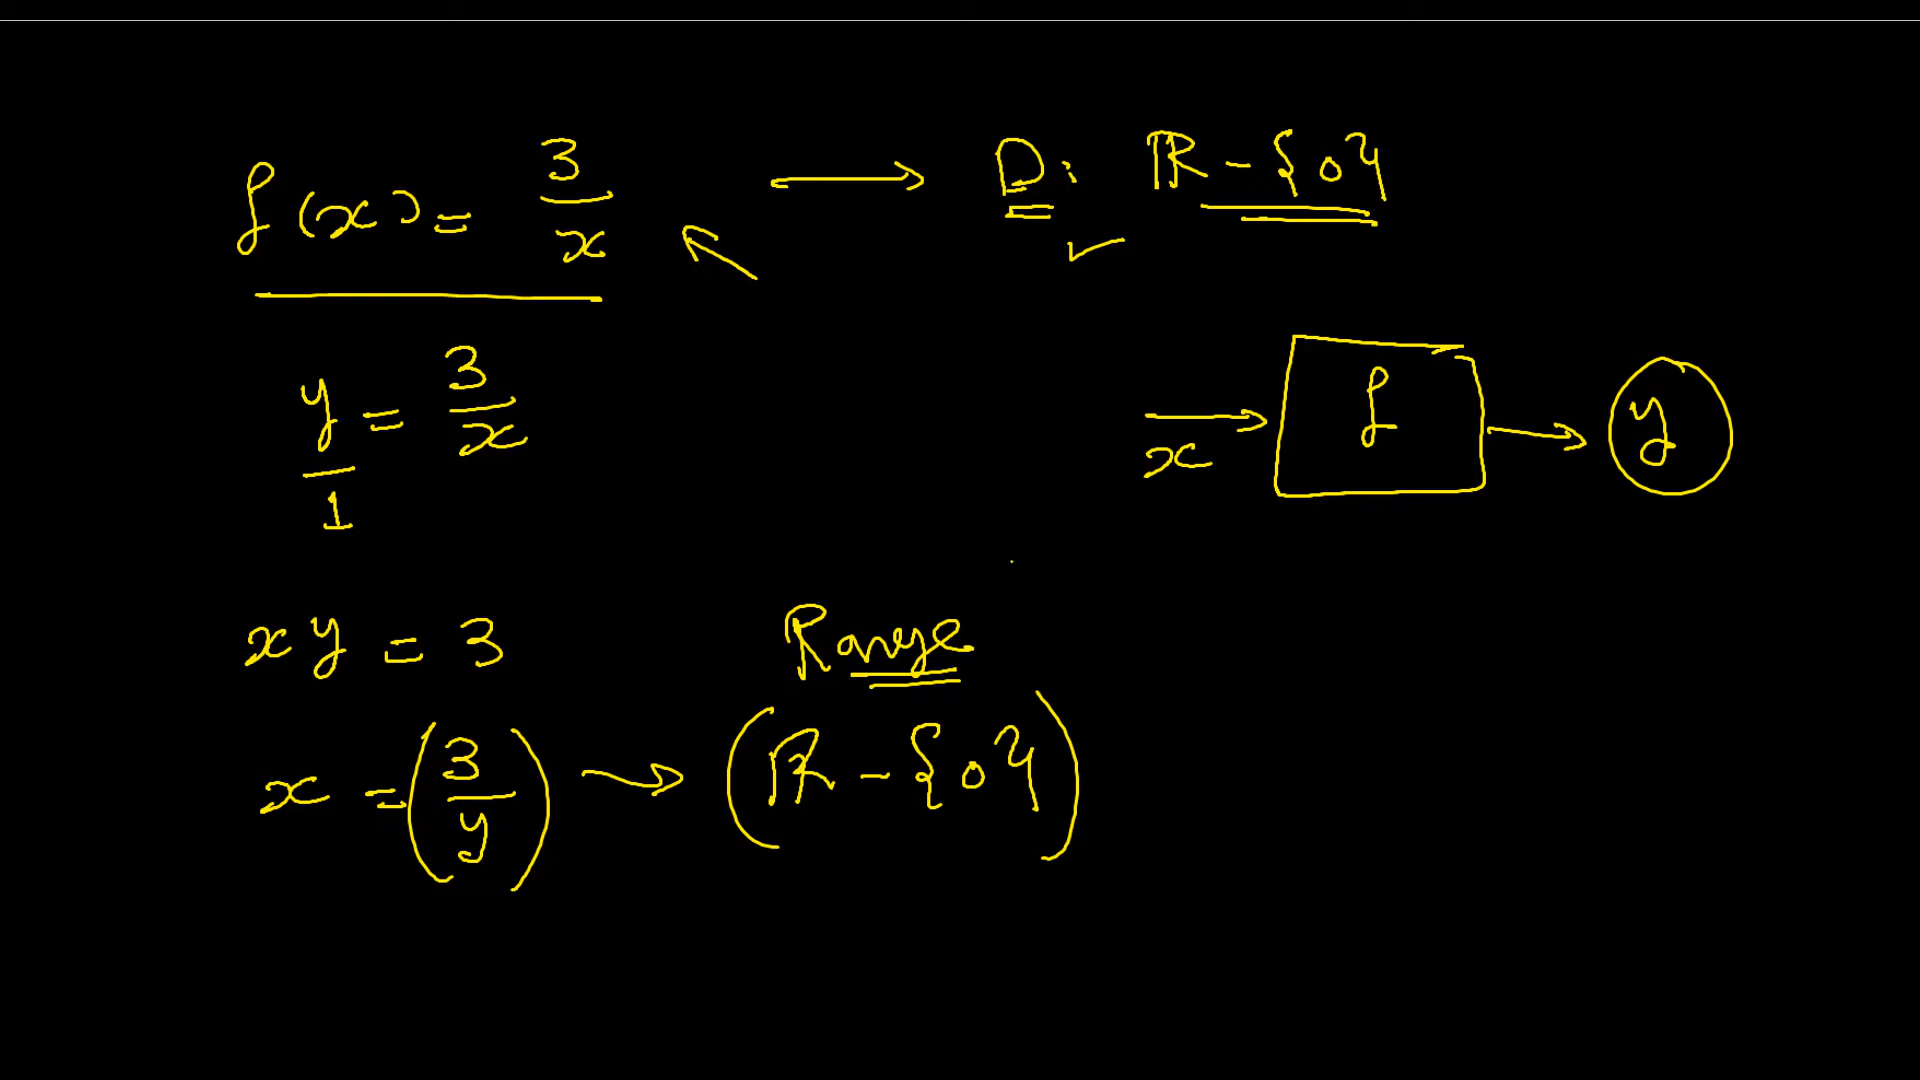 f(x) = 3/x ⟶ D: ℝ - {0}
y/1 = 3/x
x → f → y
xy = 3
Range
x = (3/y) → (ℝ - {0})